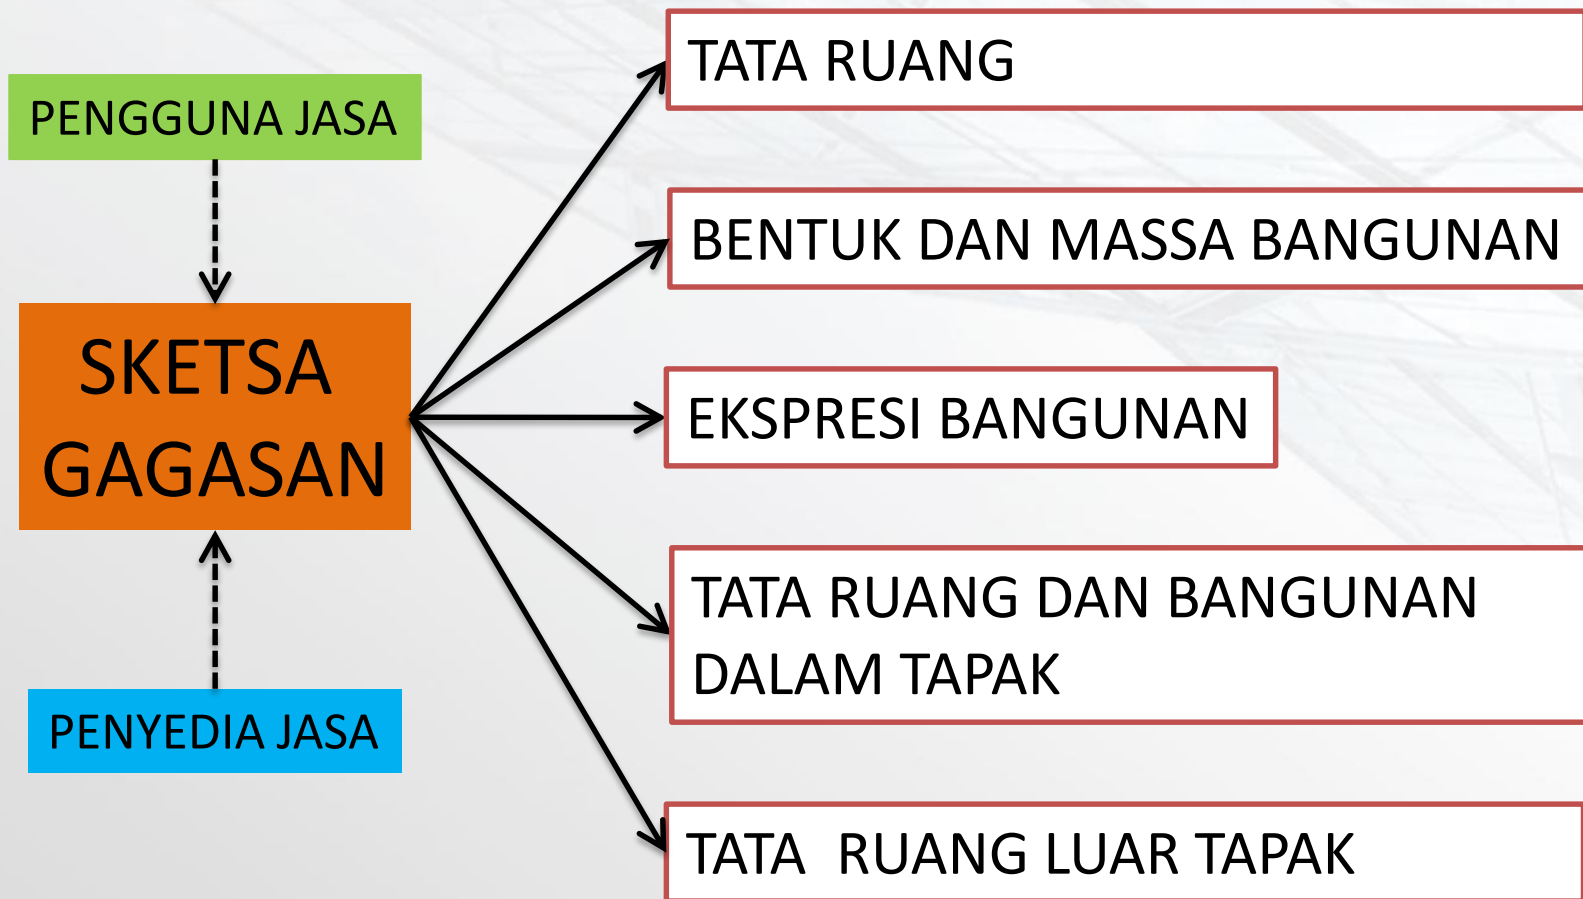 PENGGUNA JASA
SKETSA
GAGASAN
PENYEDIA JASA
TATA RUANG
BENTUK DAN MASSA BANGUNAN
EKSPRESI BANGUNAN
TATA RUANG DAN BANGUNAN
DALAM TAPAK
TATA RUANG LUAR TAPAK